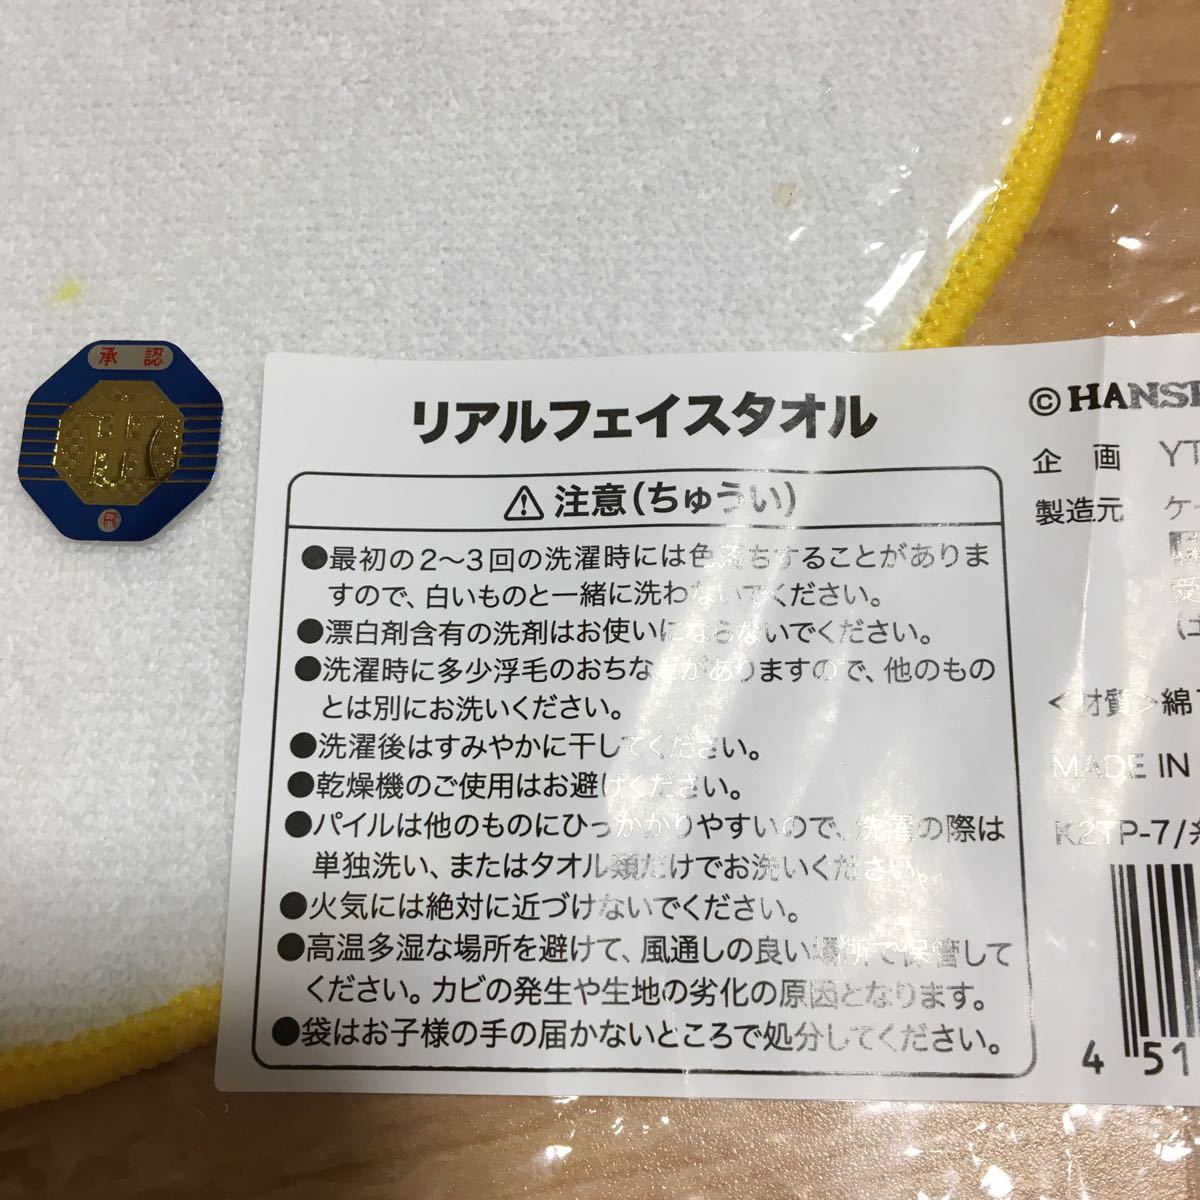 承認
R
リアルフェイスタオル
注意(ちゅうい)
●最初の2〜3回の洗濯時には色落ちすることがありま
すので、白いものと一緒に洗わないでください。
●漂白剤含有の洗剤はお使いにならないでください。
●洗濯時に多少浮毛のおちなどがありますので、他のもの
とは別にお洗いください。
●洗濯後はすみやかに干してください。
●乾燥機のご使用はお避けください。
●パイルは他のものにひっかかりやすいので、洗濯の際は
単独洗い、またはタオル類だけでお洗いください。
●火気には絶対に近づけないでください。
●高温多湿な場所を避けて、風通しの良い場所で保管して
ください。カビの発生や生地の劣化の原因となります。
●袋はお子様の手の届かないところで処分してください。
© HANSH
企画 YT
製造元 ケー
受
<材質>綿
MADE IN
K2TP-7/
4 51